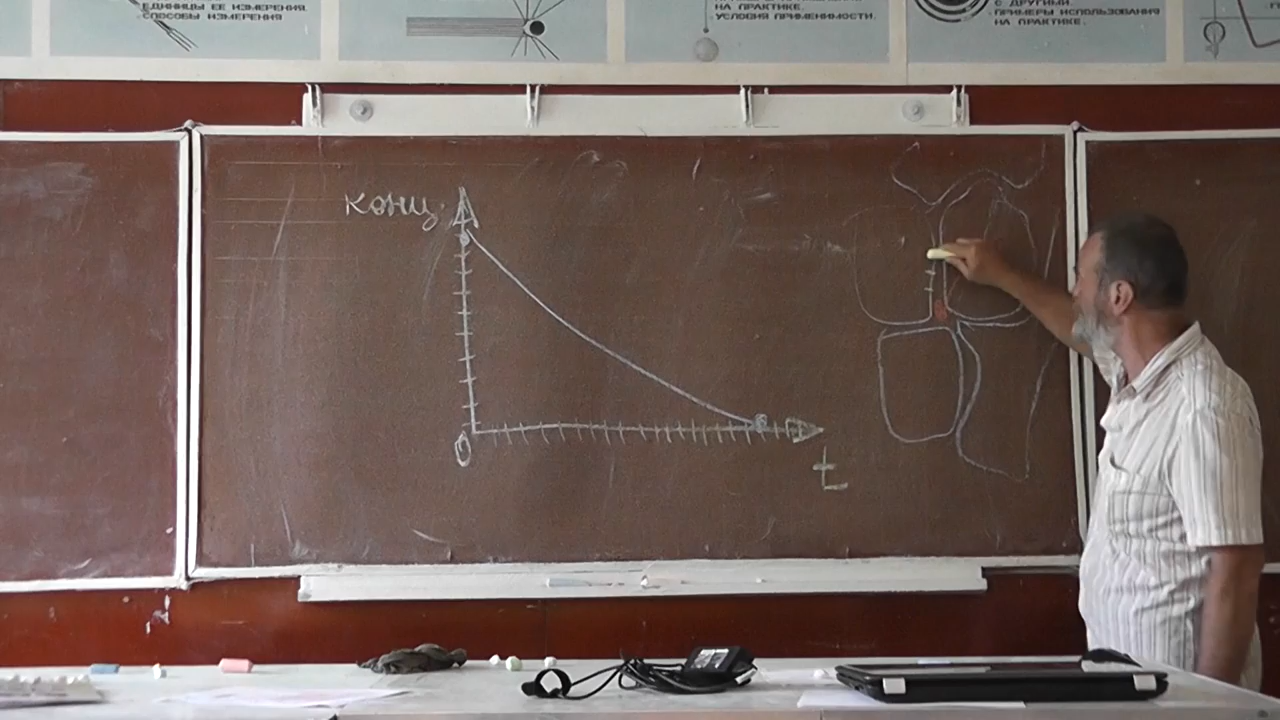 ЕДИНИЦЫ ЕЕ ИЗМЕРЕНИЯ.
СПОСОБЫ ИЗМЕРЕНИЯ
НА ПРАКТИКЕ.
УСЛОВИЯ ПРИМЕНИМОСТИ.
С ДРУГИМИ.
ПРИМЕРЫ ИСПОЛЬЗОВАНИЯ
НА ПРАКТИКЕ.
конц.
0
t